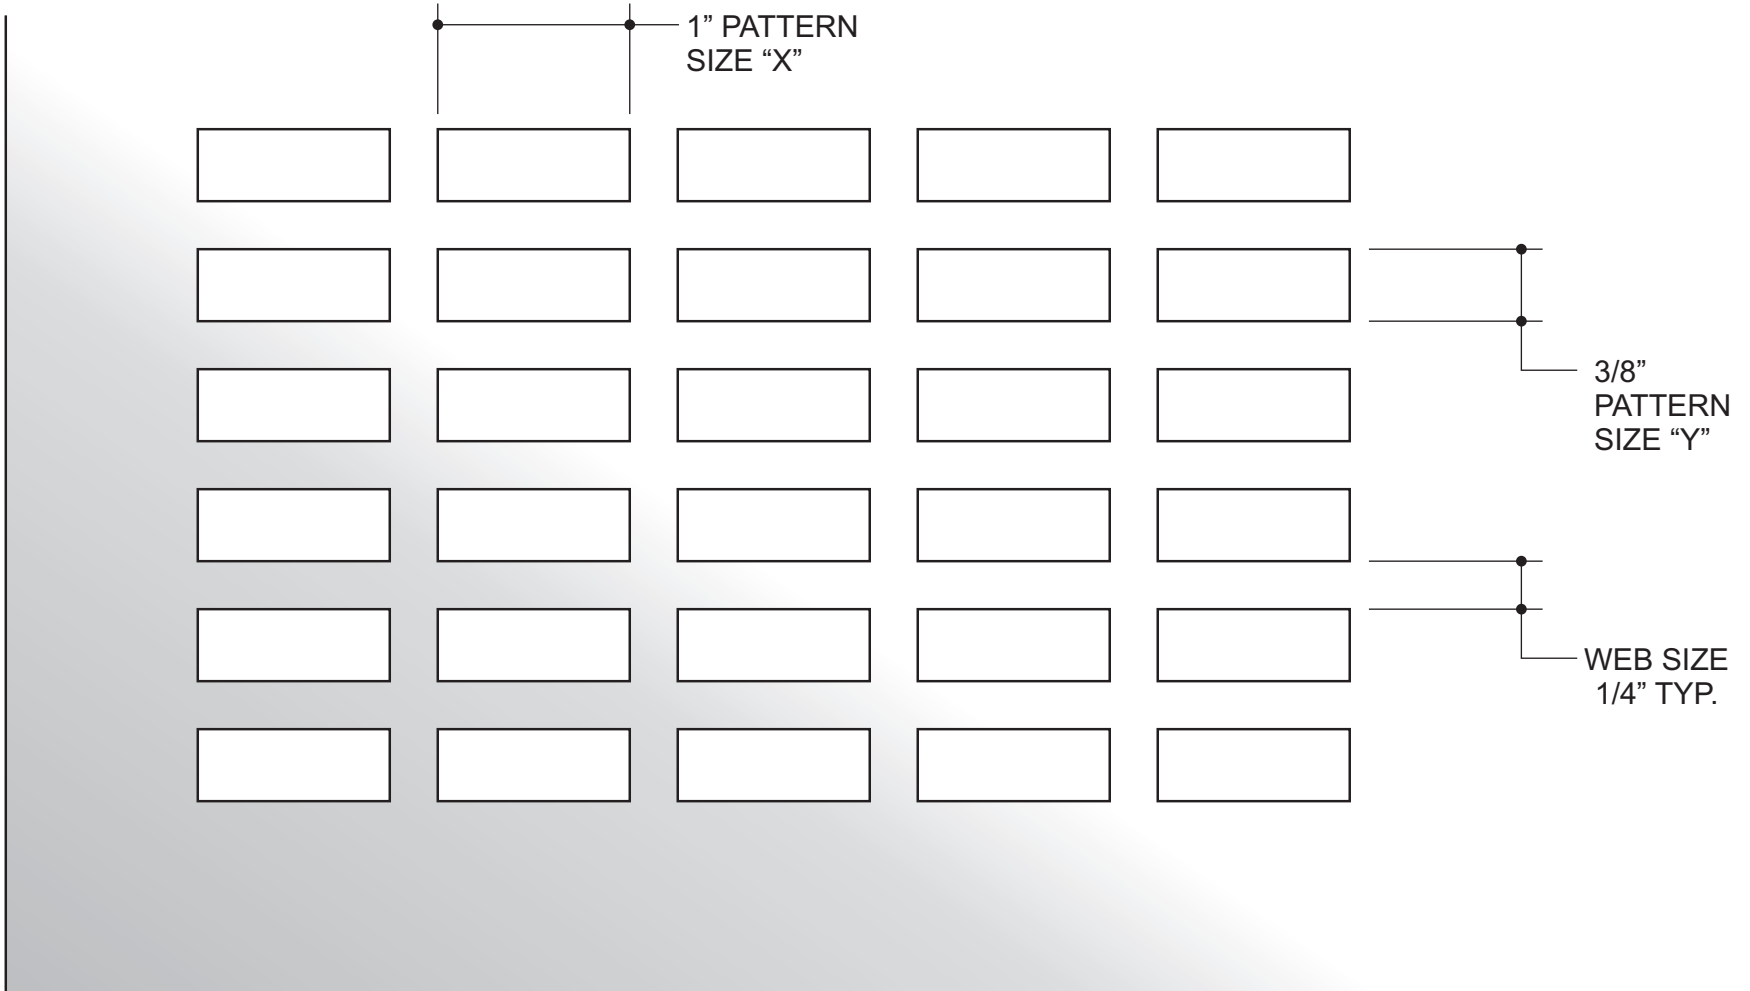 1” PATTERN
SIZE “X”
3/8”
PATTERN
SIZE “Y”
WEB SIZE
1/4” TYP.